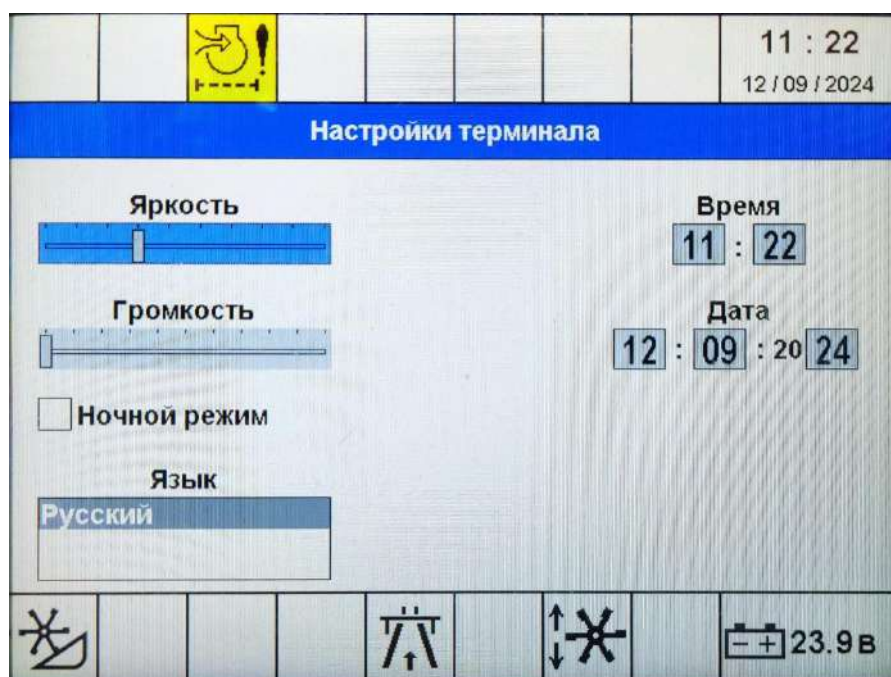 11 : 22
12 / 09 / 2024
Настройки терминала
Яркость
Время
11 : 22
Громкость
Дата
12 : 09 : 20 24
Ночной режим
Язык
Русский
23.9 В